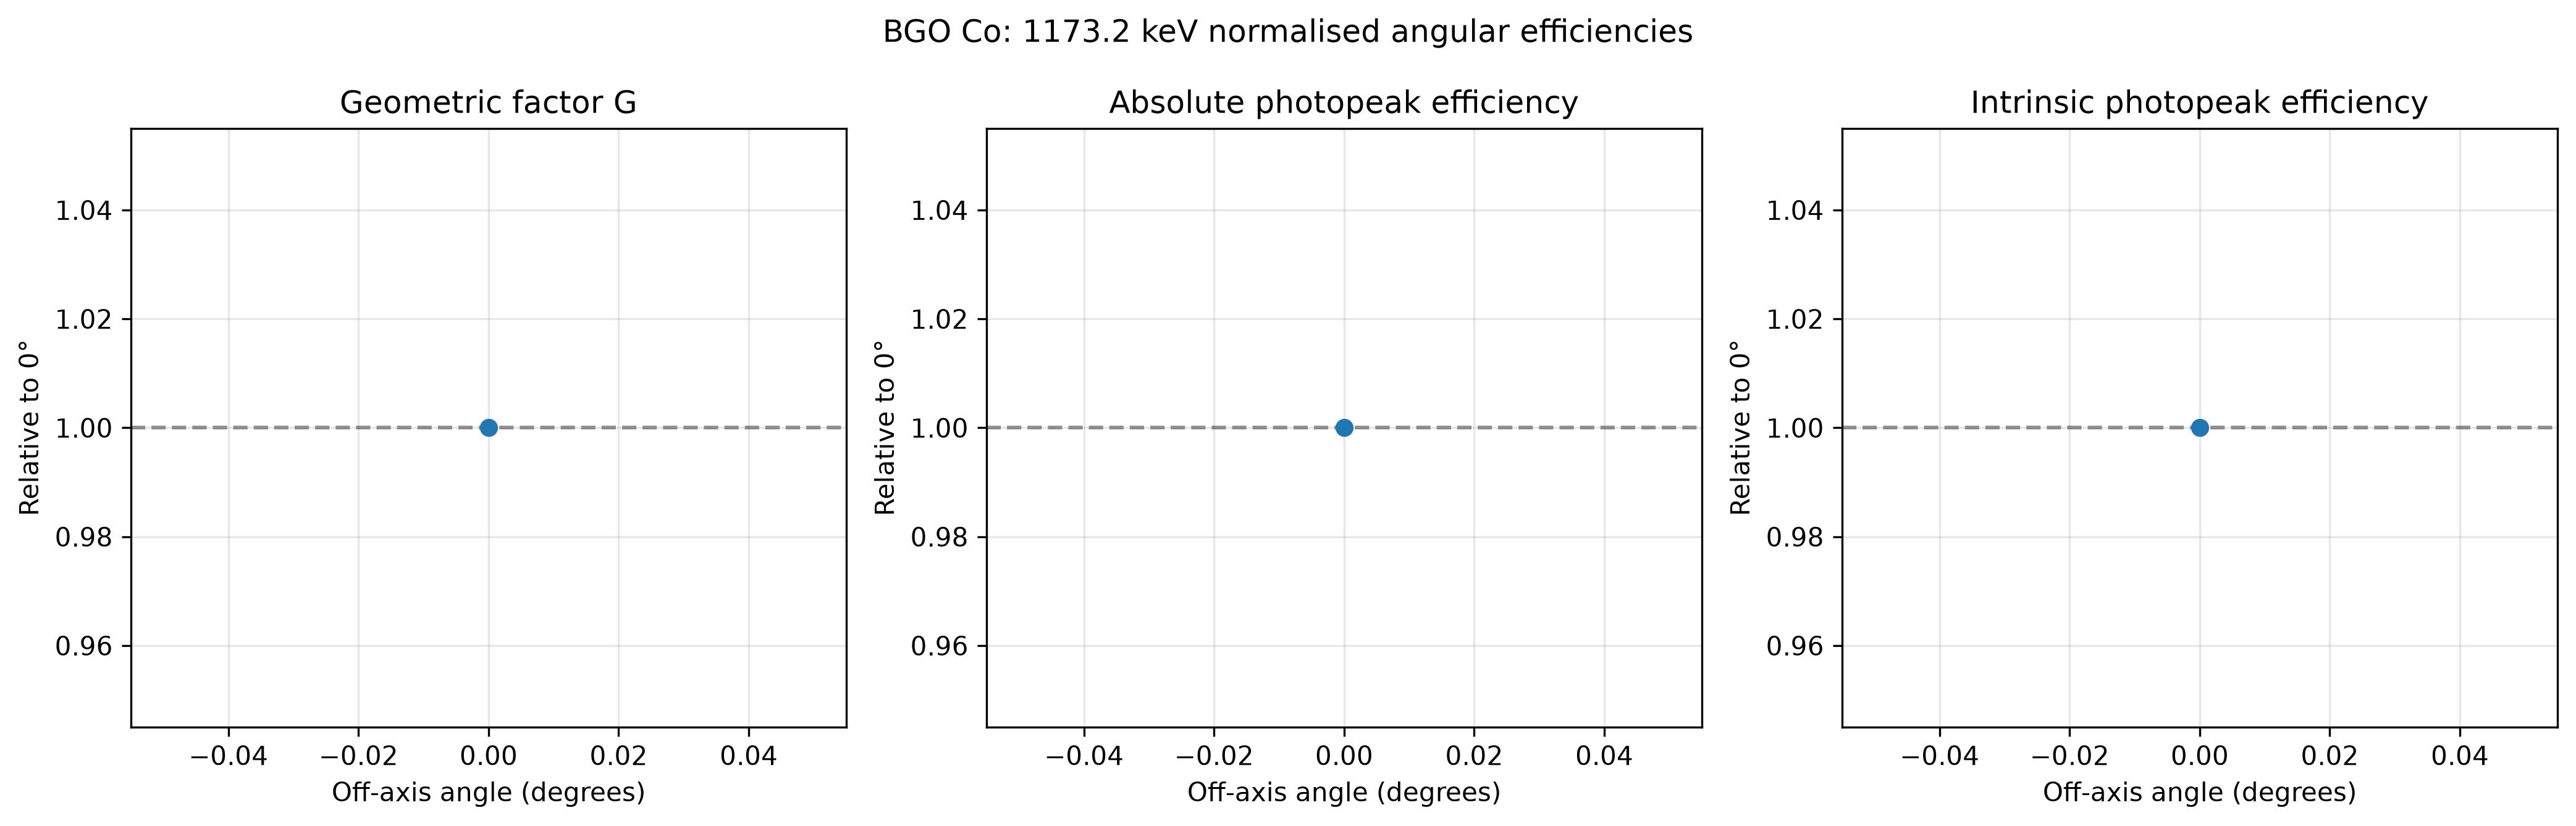 BGO Co: 1173.2 keV normalised angular efficiencies
Geometric factor G
Relative to 0°
1.04
1.02
1.00
0.98
0.96
−0.04 −0.02 0.00 0.02 0.04
Off-axis angle (degrees)
Absolute photopeak efficiency
Relative to 0°
1.04
1.02
1.00
0.98
0.96
−0.04 −0.02 0.00 0.02 0.04
Off-axis angle (degrees)
Intrinsic photopeak efficiency
Relative to 0°
1.04
1.02
1.00
0.98
0.96
−0.04 −0.02 0.00 0.02 0.04
Off-axis angle (degrees)